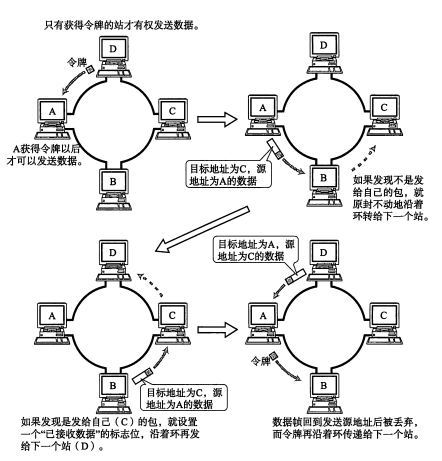 只有获得令牌的站才有权发送数据。
D
令牌
A
C
A获得令牌以后
才可以发送数据。
B
D
A
C
目标地址为C，源
地址为A的数据
B
如果发现不是发
给自己的包，就
原封不动地沿着
环转给下一个站。
D
A
C
B
目标地址为C，源
地址为A的数据
如果发现是发给自己（C）的包，就设置
一个“已接收数据”的标志位，沿着环再发
给下一个站（D）。
目标地址为A，源
地址为C的数据
D
A
C
令牌
B
数据帧回到发送源地址后被丢弃，
而令牌再沿着环传递给下一个站。